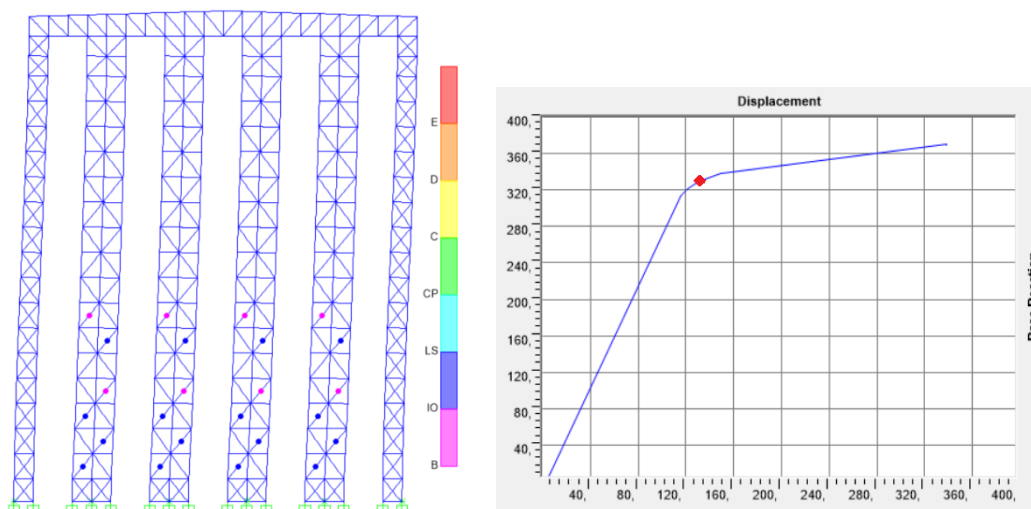 E
D
C
CP
LS
IO
B
Displacement
400,
360,
320,
280,
240,
200,
160,
120,
80,
40,
40, 80, 120, 160, 200, 240, 280, 320, 360, 400,